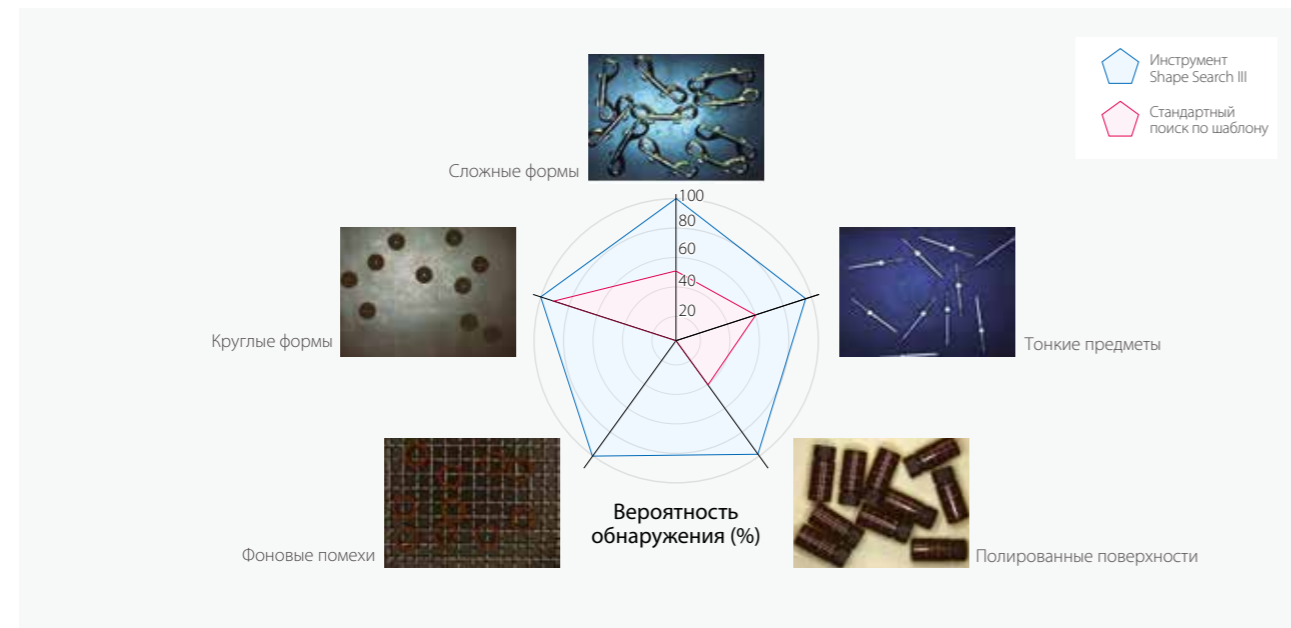 Инструмент
Shape Search III
Стандартный
поиск по шаблону
Сложные формы
100
80
60
40
20
Круглые формы
Тонкие предметы
Вероятность
обнаружения (%)
Фоновые помехи
Полированные поверхности